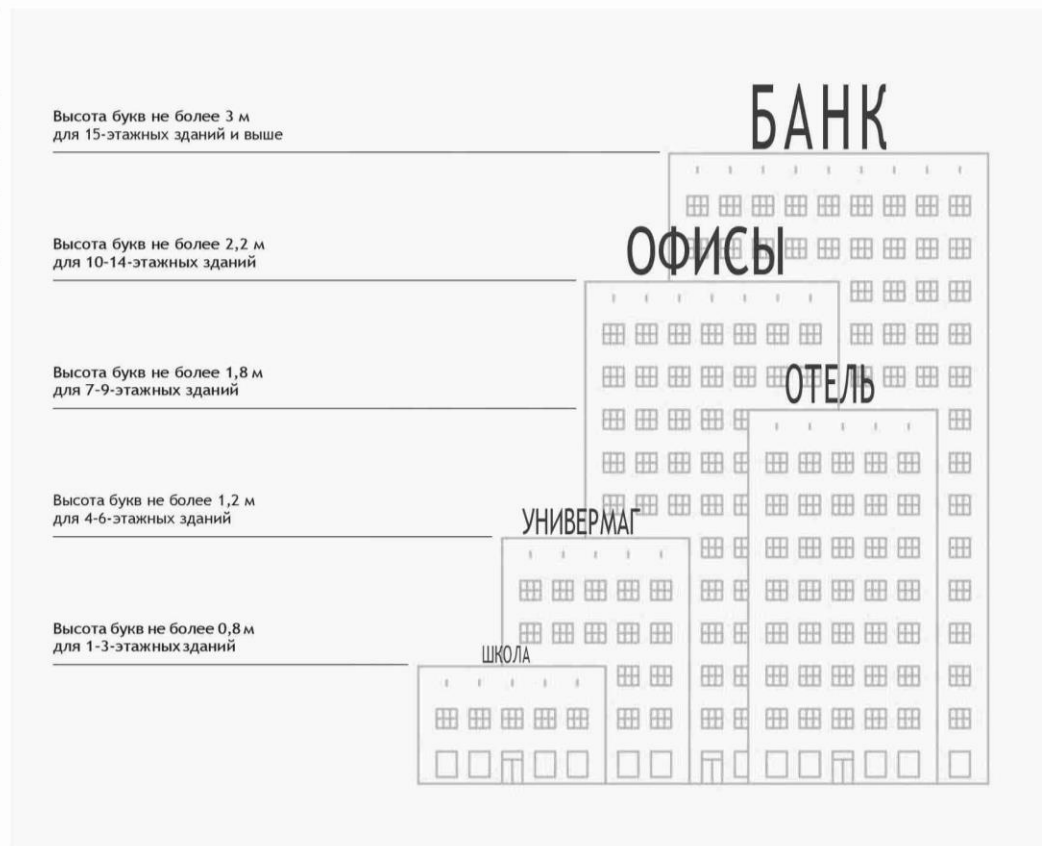 Высота букв не более 3 м
для 15-этажных зданий и выше
БАНК
Высота букв не более 2,2 м
для 10-14-этажных зданий
ОФИСЫ
Высота букв не более 1,8 м
для 7-9-этажных зданий
ОТЕЛЬ
Высота букв не более 1,2 м
для 4-6-этажных зданий
УНИВЕРМАГ
Высота букв не более 0,8 м
для 1-3-этажных зданий
ШКОЛА